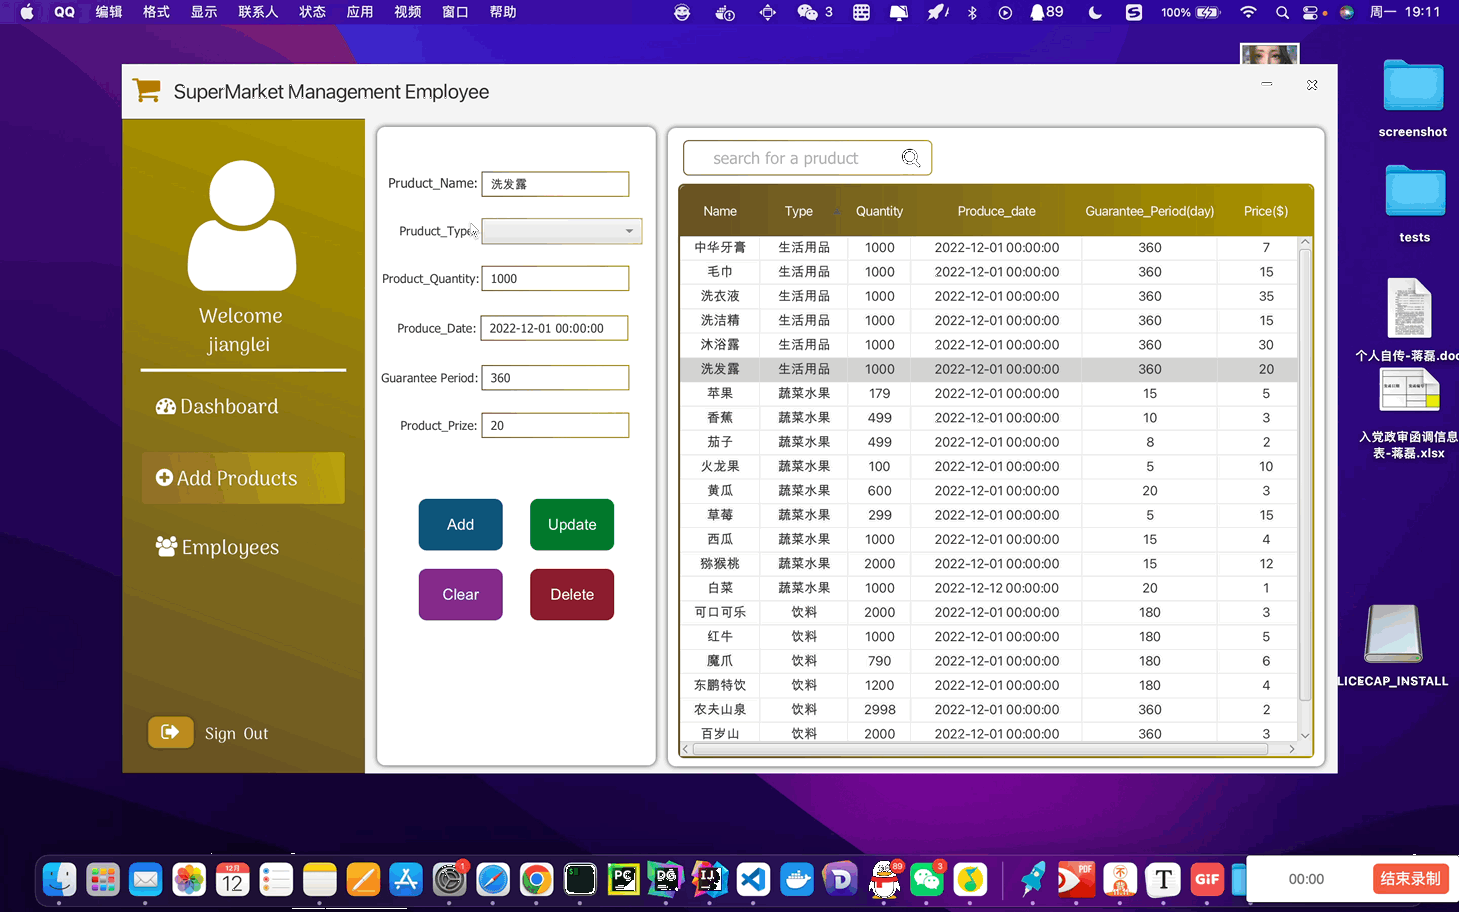 QQ 编辑 格式 显示 联系人 状态 应用 视频 窗口 帮助 3 89 100% 周一 19:11
SuperMarket Management Employee
screenshot
tests
个人自传-蒋磊.doc
入党政审函调信息
表-蒋磊.xlsx
LICECAP_INSTALL
Welcome
jianglei
Dashboard
Add Products
Employees
Sign Out
Pruduct_Name: 洗发露
Pruduct_Type:
Product_Quantity: 1000
Produce_Date: 2022-12-01 00:00:00
Guarantee Period: 360
Product_Prize: 20
Add Update
Clear Delete
search for a pruduct
Name Type Quantity Produce_date Guarantee_Period(day) Price($)
中华牙膏 生活用品 1000 2022-12-01 00:00:00 360 7
毛巾 生活用品 1000 2022-12-01 00:00:00 360 15
洗衣液 生活用品 1000 2022-12-01 00:00:00 360 35
洗洁精 生活用品 1000 2022-12-01 00:00:00 360 15
沐浴露 生活用品 1000 2022-12-01 00:00:00 360 30
洗发露 生活用品 1000 2022-12-01 00:00:00 360 20
苹果 蔬菜水果 179 2022-12-01 00:00:00 15 5
香蕉 蔬菜水果 499 2022-12-01 00:00:00 10 3
茄子 蔬菜水果 499 2022-12-01 00:00:00 8 2
火龙果 蔬菜水果 100 2022-12-01 00:00:00 5 10
黄瓜 蔬菜水果 600 2022-12-01 00:00:00 20 3
草莓 蔬菜水果 299 2022-12-01 00:00:00 5 15
西瓜 蔬菜水果 1000 2022-12-01 00:00:00 15 4
猕猴桃 蔬菜水果 2000 2022-12-01 00:00:00 15 12
白菜 蔬菜水果 1000 2022-12-12 00:00:00 20 1
可口可乐 饮料 2000 2022-12-01 00:00:00 180 3
红牛 饮料 1000 2022-12-01 00:00:00 180 5
魔爪 饮料 790 2022-12-01 00:00:00 180 6
东鹏特饮 饮料 1200 2022-12-01 00:00:00 180 4
农夫山泉 饮料 2998 2022-12-01 00:00:00 360 2
百岁山 饮料 2000 2022-12-01 00:00:00 360 3
12月
12
1
PC
DG
IJ
89
3
PDF
T
GIF
00:00
结束录制